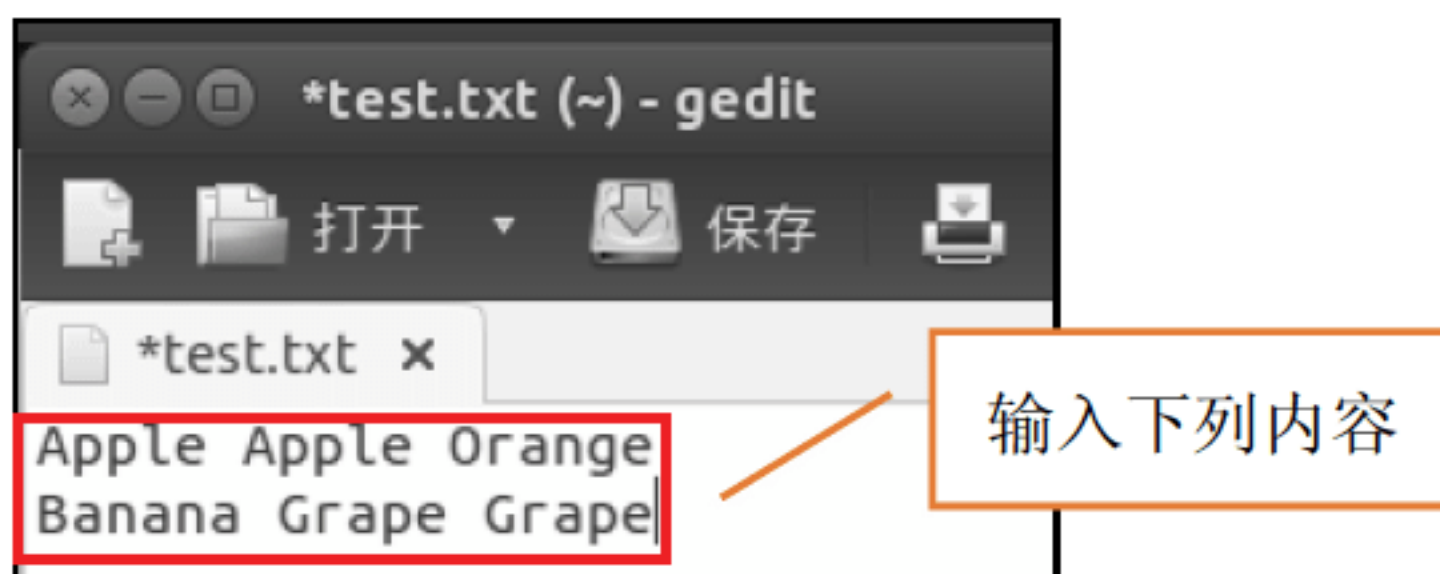 *test.txt (~) - gedit
打开 保存
*test.txt
输入下列内容
Apple Apple Orange
Banana Grape Grape